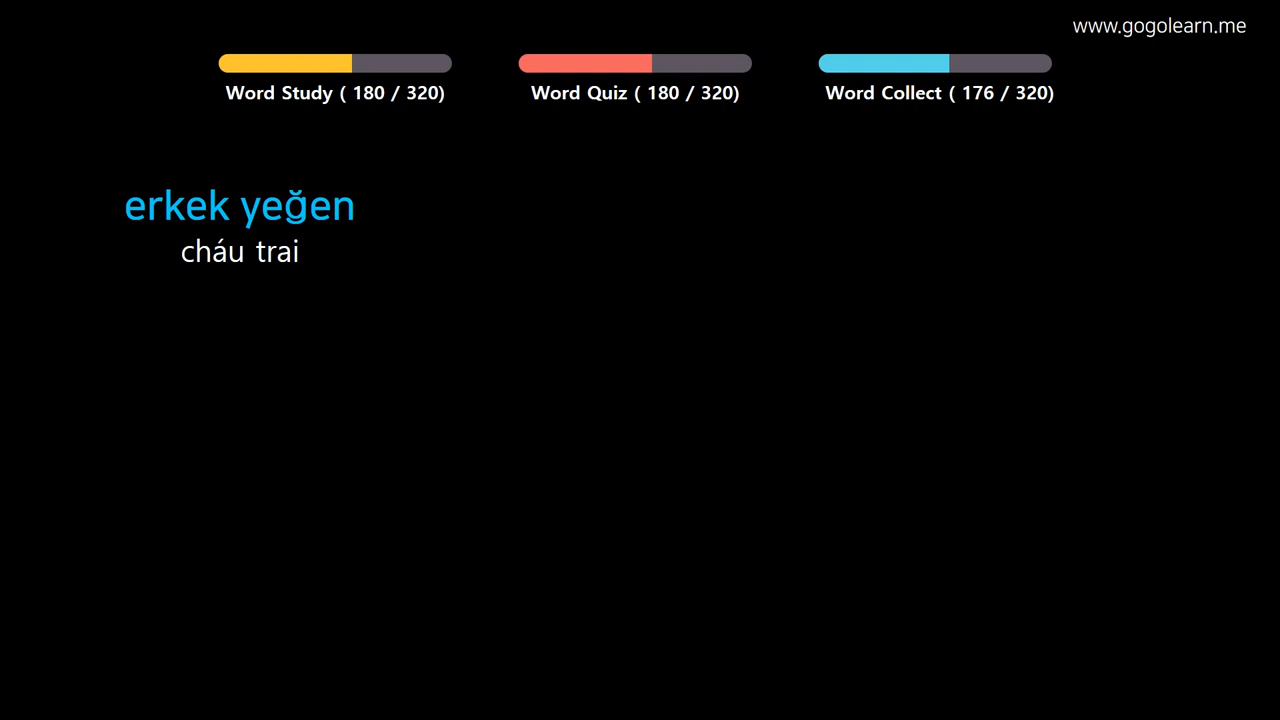 www.gogolearn.me
Word Study ( 180 / 320)
Word Quiz ( 180 / 320)
Word Collect ( 176 / 320)
erkek yeğen
cháu trai